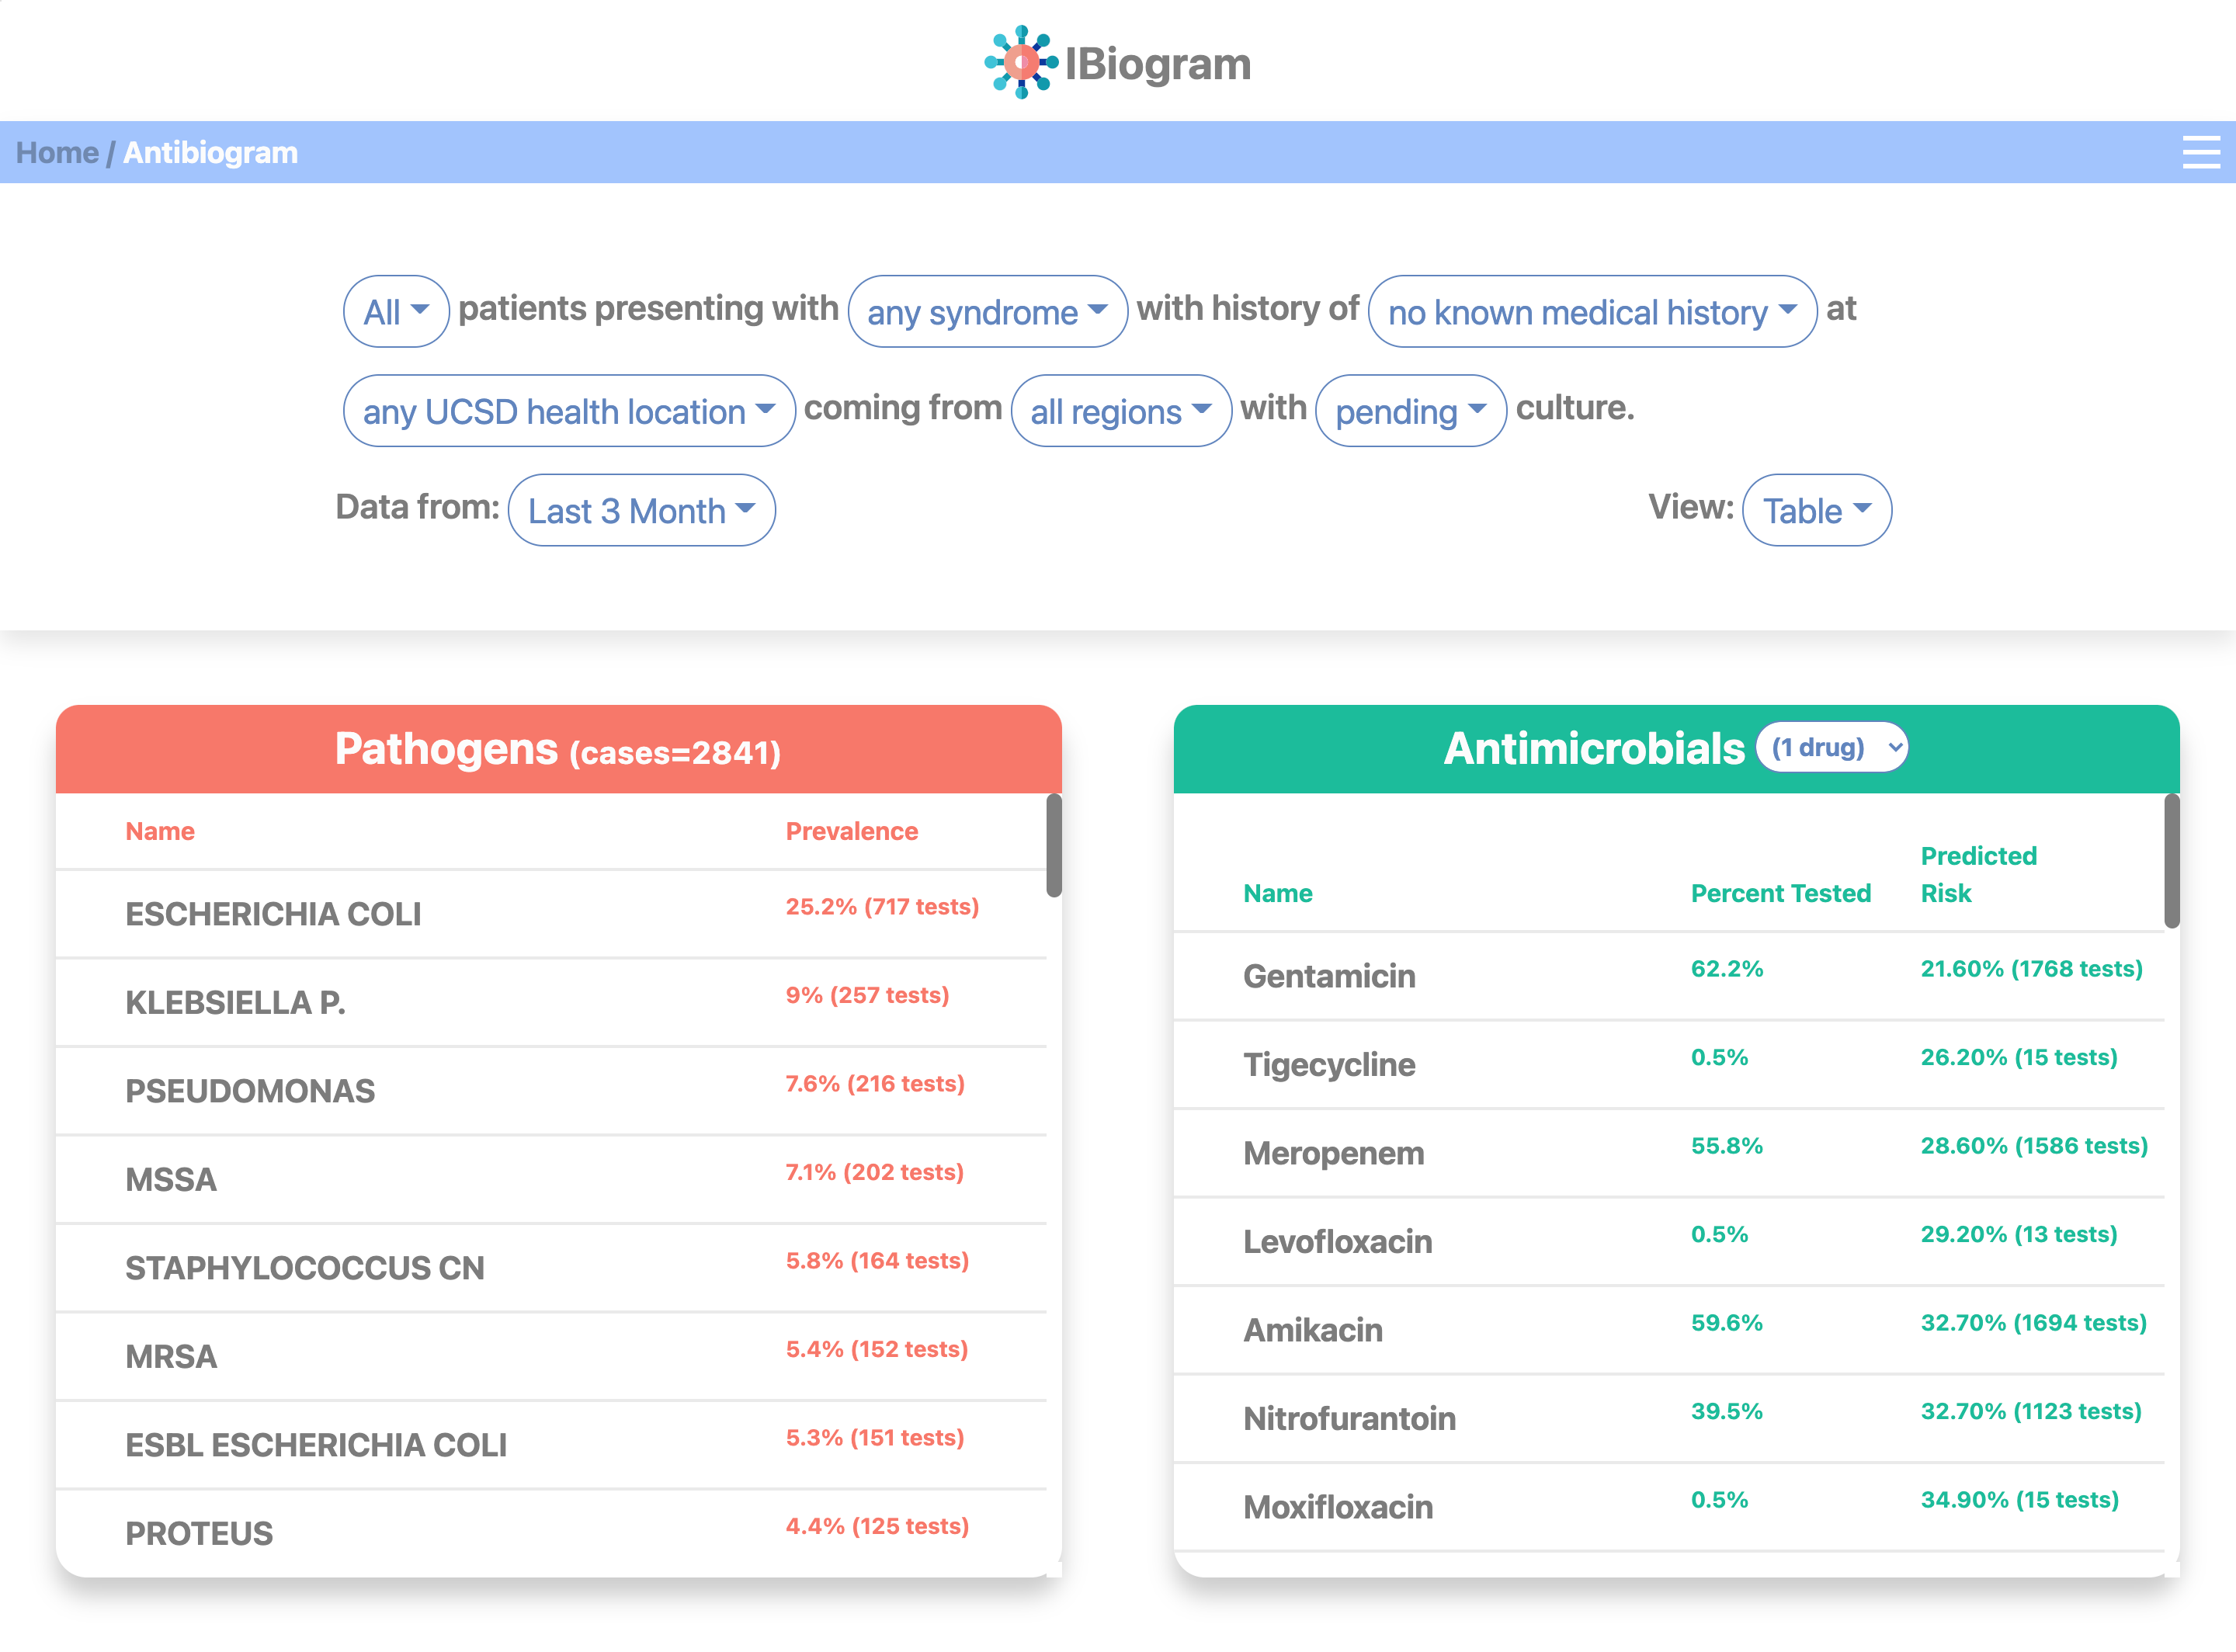 IBiogram
Home / Antibiogram
All patients presenting with any syndrome with history of no known medical history at
any UCSD health location coming from all regions with pending culture.
Data from: Last 3 Month View: Table
Pathogens (cases=2841)
Name Prevalence
ESCHERICHIA COLI 25.2% (717 tests)
KLEBSIELLA P. 9% (257 tests)
PSEUDOMONAS 7.6% (216 tests)
MSSA 7.1% (202 tests)
STAPHYLOCOCCUS CN 5.8% (164 tests)
MRSA 5.4% (152 tests)
ESBL ESCHERICHIA COLI 5.3% (151 tests)
PROTEUS 4.4% (125 tests)
Antimicrobials (1 drug)
Name Percent Tested Predicted
Risk
Gentamicin 62.2% 21.60% (1768 tests)
Tigecycline 0.5% 26.20% (15 tests)
Meropenem 55.8% 28.60% (1586 tests)
Levofloxacin 0.5% 29.20% (13 tests)
Amikacin 59.6% 32.70% (1694 tests)
Nitrofurantoin 39.5% 32.70% (1123 tests)
Moxifloxacin 0.5% 34.90% (15 tests)